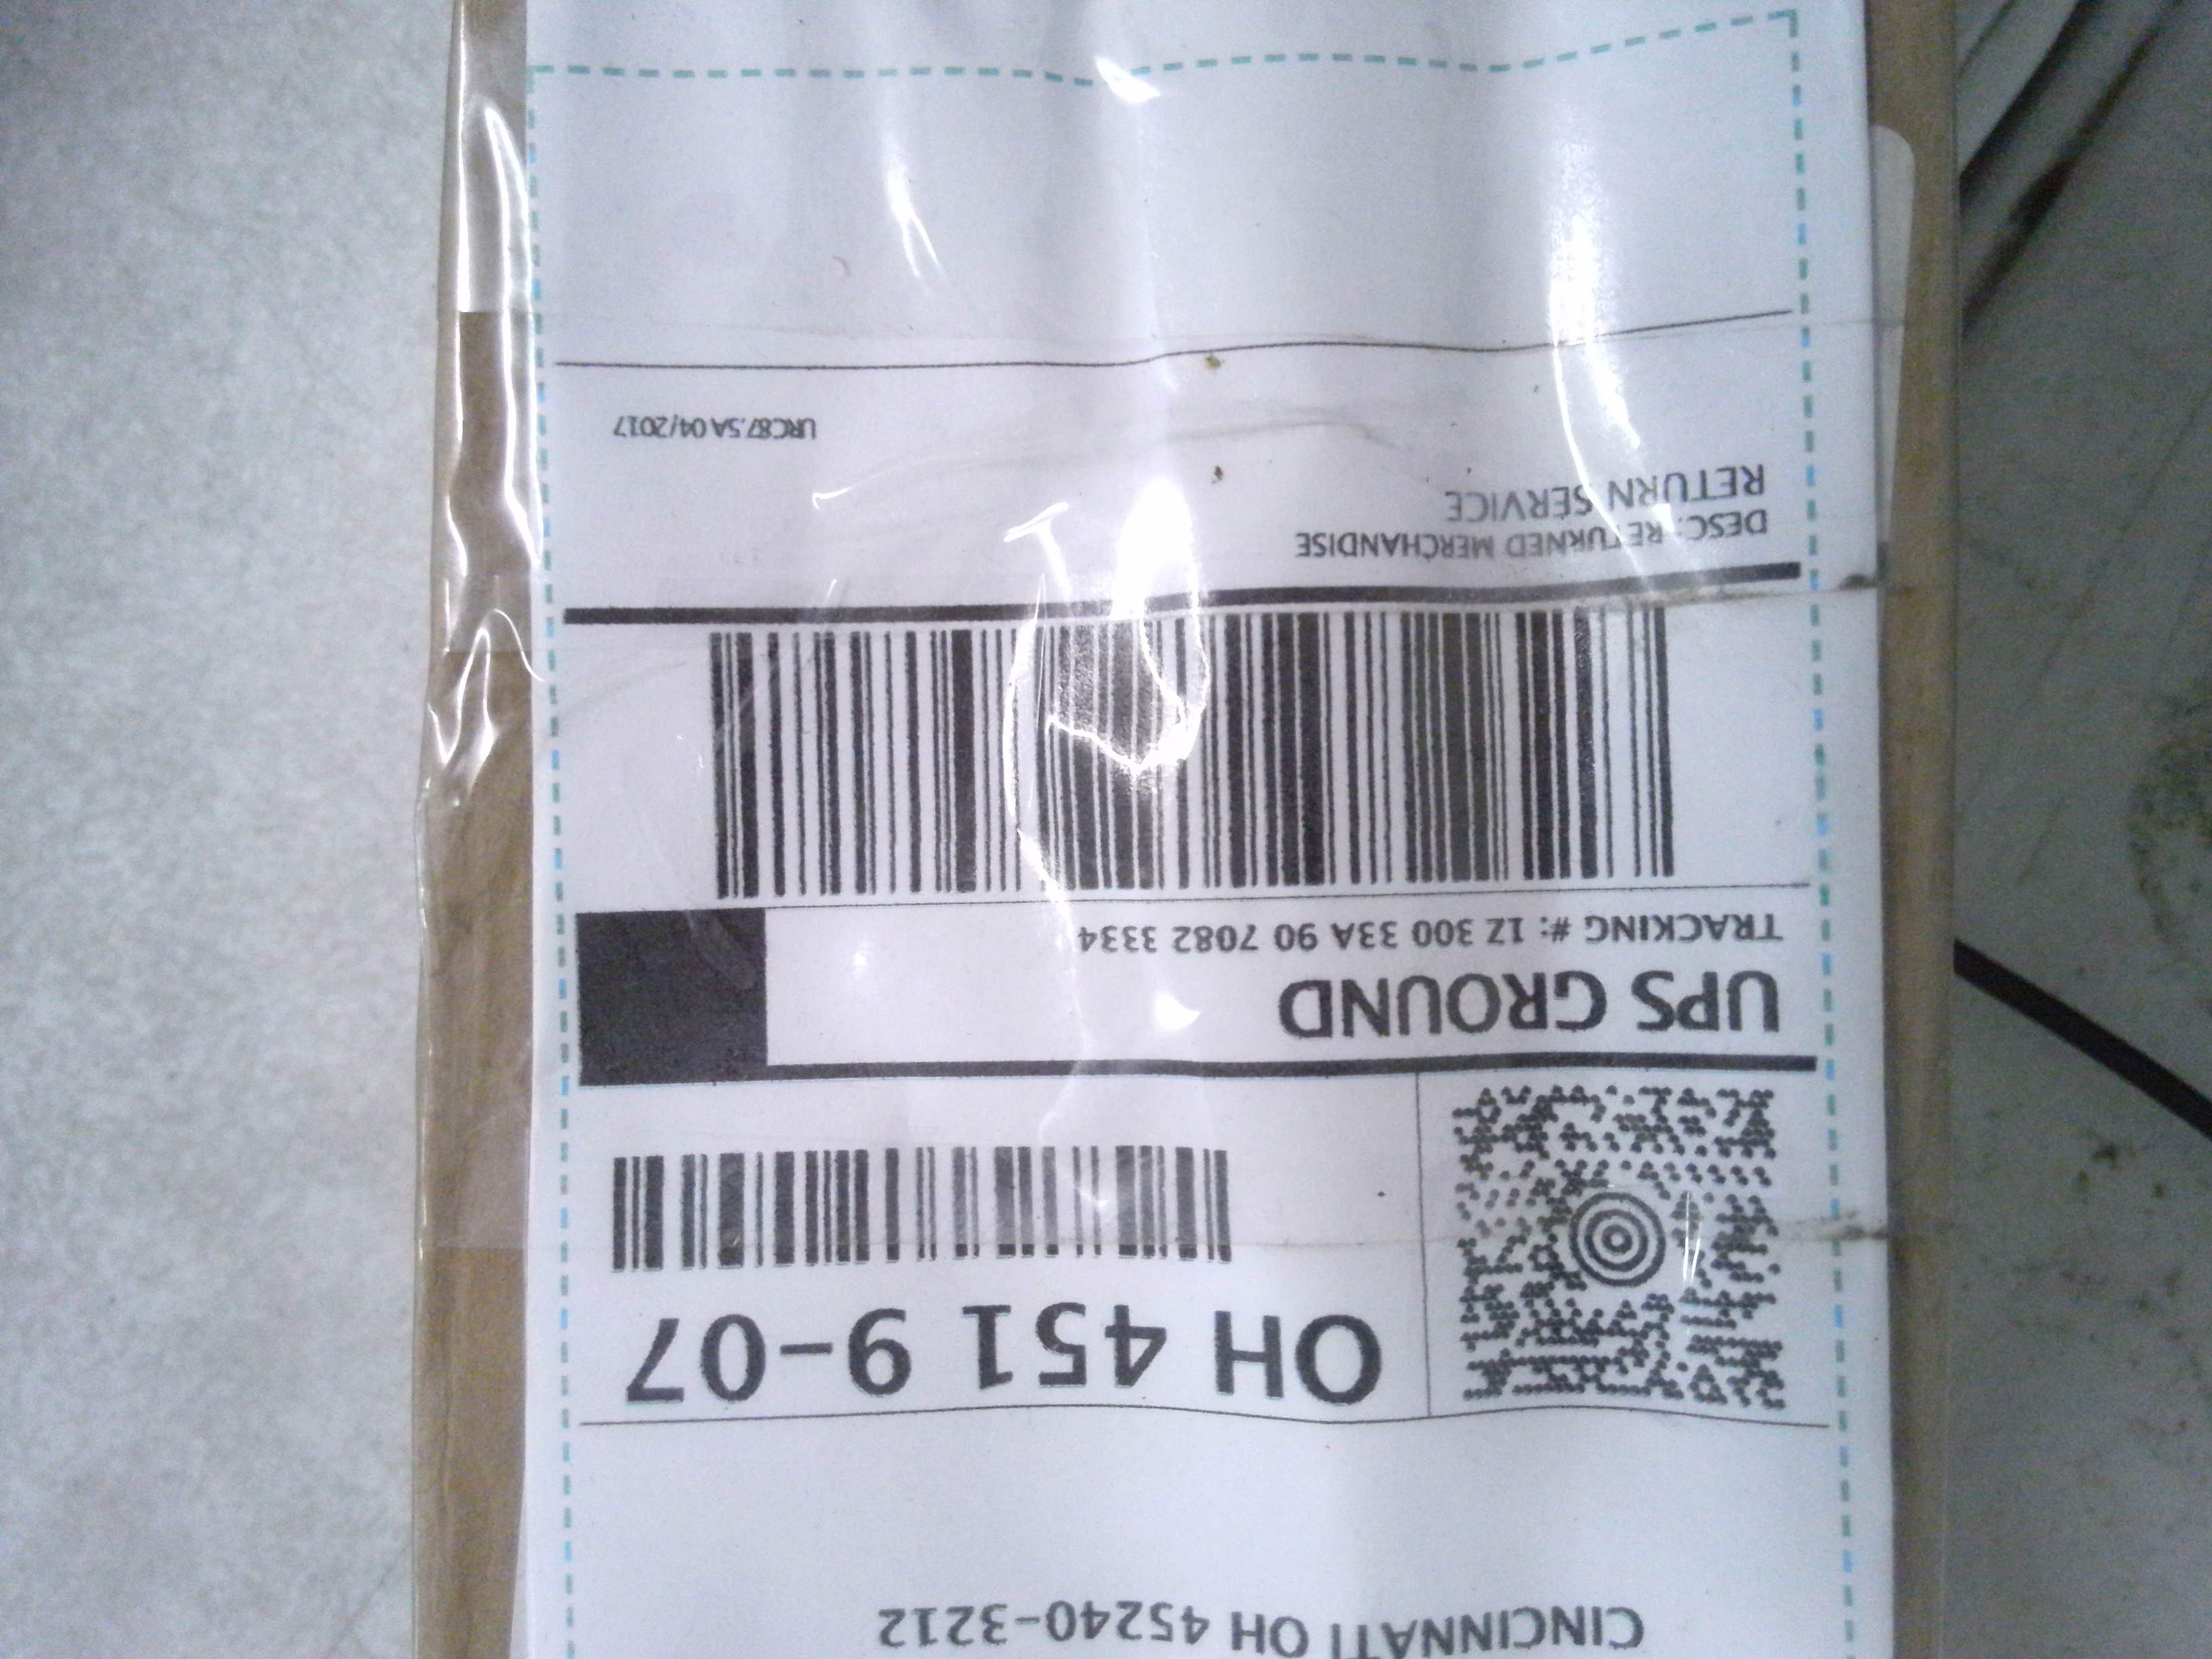 CINCINNATI OH 45240-3212
OH 451 9-07
UPS GROUND
TRACKING #: 1Z 300 33A 90 7082 3334
DESC: RETURNED MERCHANDISE
RETURN SERVICE
URC87.5A 04/2017